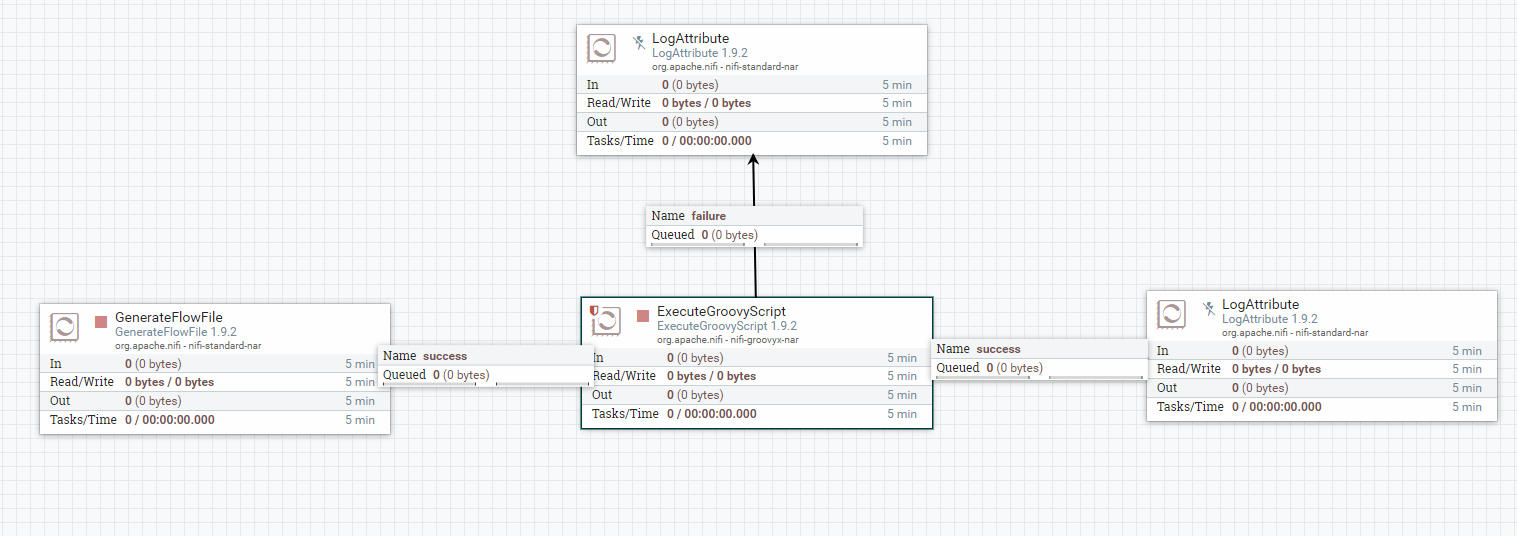 LogAttribute
LogAttribute 1.9.2
org.apache.nifi - nifi-standard-nar
In 0 (0 bytes) 5 min
Read/Write 0 bytes / 0 bytes 5 min
Out 0 (0 bytes) 5 min
Tasks/Time 0 / 00:00:00.000 5 min
Name failure
Queued 0 (0 bytes)
GenerateFlowFile
GenerateFlowFile 1.9.2
org.apache.nifi - nifi-standard-nar
In 0 (0 bytes) 5 min
Read/Write 0 bytes / 0 bytes 5 min
Out 0 (0 bytes) 5 min
Tasks/Time 0 / 00:00:00.000 5 min
Name success
Queued 0 (0 bytes)
ExecuteGroovyScript
ExecuteGroovyScript 1.9.2
org.apache.nifi - nifi-groovyx-nar
In 0 (0 bytes) 5 min
Read/Write 0 bytes / 0 bytes 5 min
Out 0 (0 bytes) 5 min
Tasks/Time 0 / 00:00:00.000 5 min
Name success
Queued 0 (0 bytes)
LogAttribute
LogAttribute 1.9.2
org.apache.nifi - nifi-standard-nar
In 0 (0 bytes) 5 min
Read/Write 0 bytes / 0 bytes 5 min
Out 0 (0 bytes) 5 min
Tasks/Time 0 / 00:00:00.000 5 min